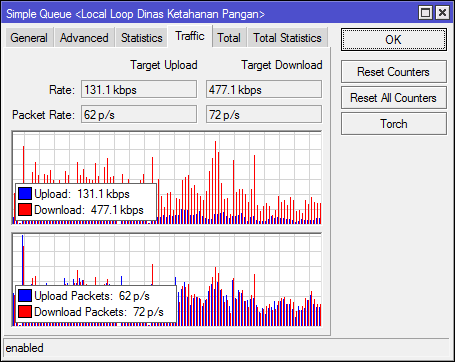 Simple Queue <Local Loop Dinas Ketahanan Pangan>
General Advanced Statistics Traffic Total Total Statistics
OK
Reset Counters
Reset All Counters
Torch
Target Upload Target Download
Rate: 131.1 kbps 477.1 kbps
Packet Rate: 62 p/s 72 p/s
Upload: 131.1 kbps
Download: 477.1 kbps
Upload Packets: 62 p/s
Download Packets: 72 p/s
enabled